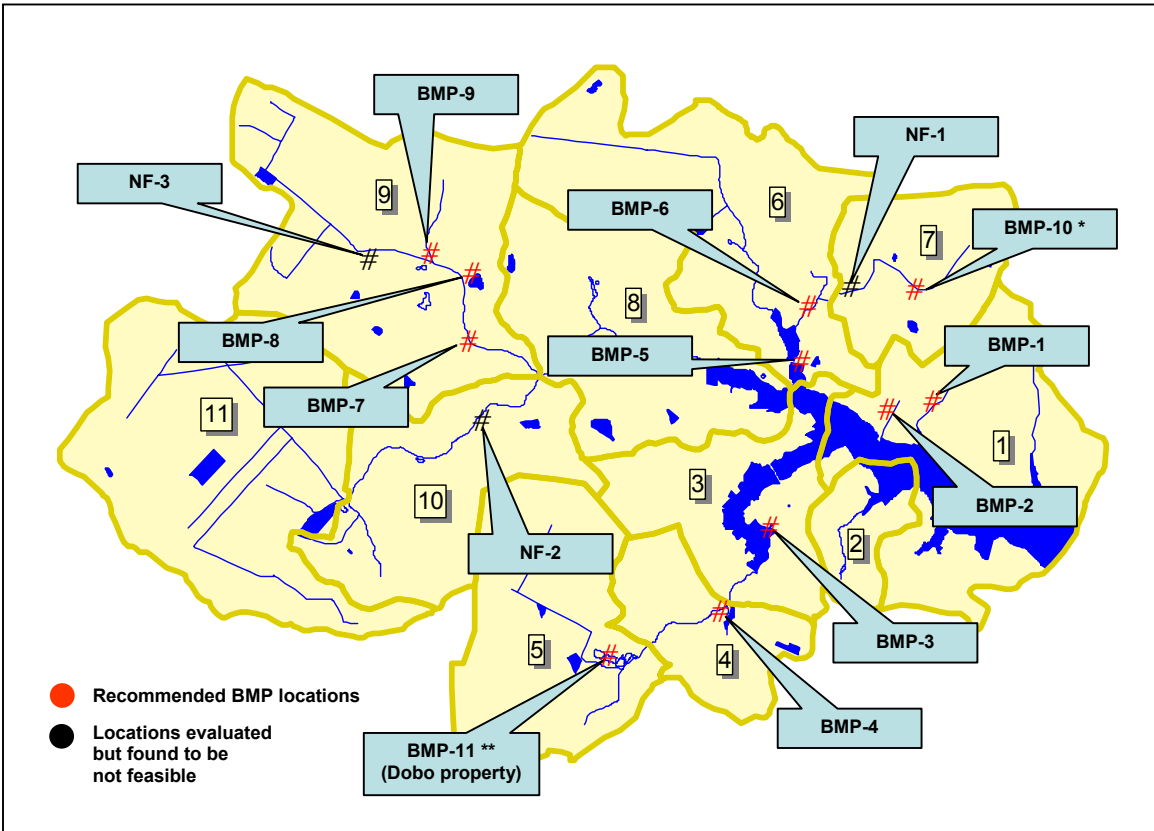 BMP-9
NF-1
NF-3
9
6
BMP-6
7
BMP-10 *
8
BMP-8
BMP-5
BMP-1
BMP-7
11
1
3
10
BMP-2
2
NF-2
BMP-3
5
4
Recommended BMP locations
BMP-4
Locations evaluated
but found to be
not feasible
BMP-11 **
(Dobo property)